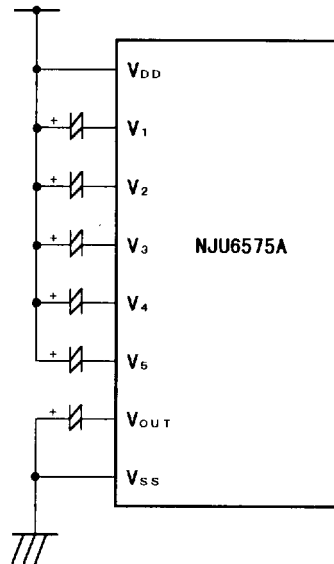 VDD
+ V1
+ V2
+ V3
NJU6575A
+ V4
+ V5
+ VOUT
VSS